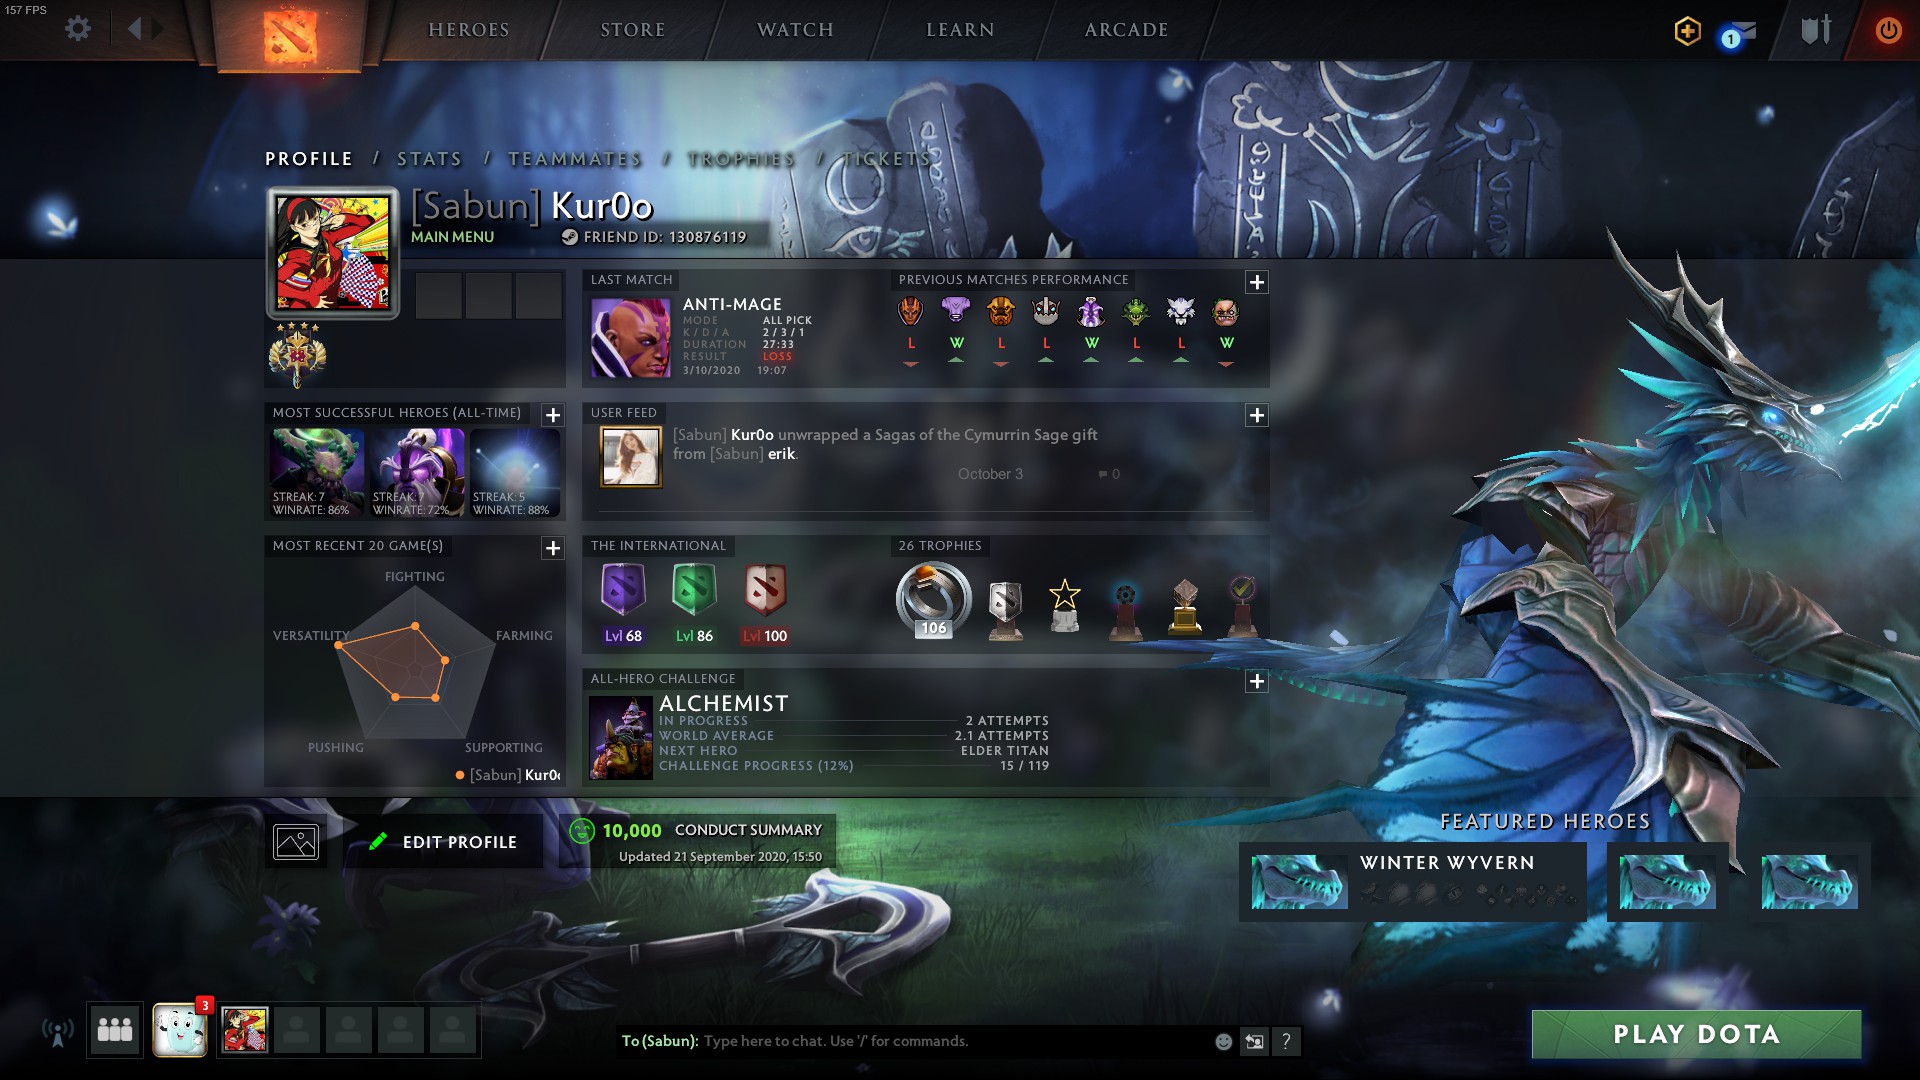 157 FPS
HEROES
STORE
WATCH
LEARN
ARCADE
1
PROFILE / STATS / TEAMMATES / TROPHIES / TICKETS
[Sabun] Kur0o
MAIN MENU
FRIEND ID: 130876119
LAST MATCH
ANTI-MAGE
MODE ALL PICK
K / D / A 2 / 3 / 1
DURATION 27:33
RESULT LOSS
3/10/2020 19:07
PREVIOUS MATCHES PERFORMANCE
L W L L W L L W
MOST SUCCESSFUL HEROES (ALL-TIME)
STREAK: 7
WINRATE: 86%
STREAK: 7
WINRATE: 72%
STREAK: 5
WINRATE: 88%
USER FEED
[Sabun] Kur0o unwrapped a Sagas of the Cymurrin Sage gift
from [Sabun] erik.
October 3
0
MOST RECENT 20 GAME(S)
FIGHTING
VERSATILITY
FARMING
PUSHING
SUPPORTING
[Sabun] Kur0o
THE INTERNATIONAL
Lvl 68
Lvl 86
Lvl 100
26 TROPHIES
106
ALL-HERO CHALLENGE
ALCHEMIST
IN PROGRESS 2 ATTEMPTS
WORLD AVERAGE 2.1 ATTEMPTS
NEXT HERO ELDER TITAN
CHALLENGE PROGRESS (12%) 15 / 119
EDIT PROFILE
10,000 CONDUCT SUMMARY
Updated 21 September 2020, 15:50
FEATURED HEROES
WINTER WYVERN
3
To (Sabun): Type here to chat. Use '/' for commands.
?
PLAY DOTA